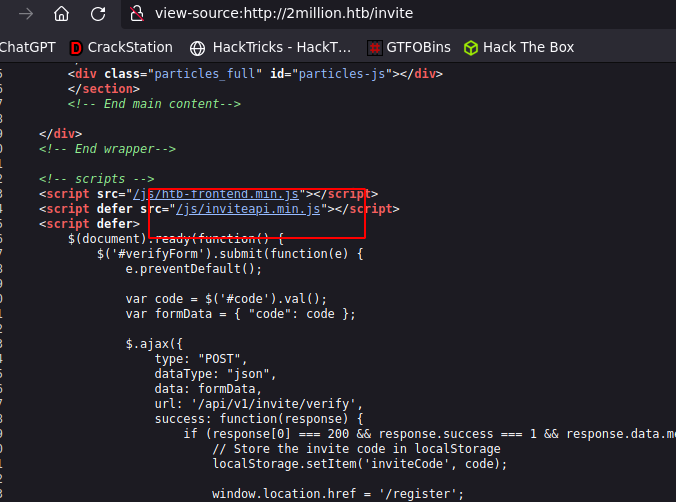 view-source:http://2million.htb/invite
ChatGPT CrackStation HackTricks - HackT… GTFOBins Hack The Box
<div class="particles_full" id="particles-js"></div>
</section>
<!-- End main content-->
</div>
<!-- End wrapper-->
<!-- scripts -->
<script src="/js/htb-frontend.min.js"></script>
<script defer src="/js/inviteapi.min.js"></script>
<script defer>
$(document).ready(function() {
$('#verifyForm').submit(function(e) {
e.preventDefault();
var code = $('#code').val();
var formData = { "code": code };
$.ajax({
type: "POST",
dataType: "json",
data: formData,
url: '/api/v1/invite/verify',
success: function(response) {
if (response[0] === 200 && response.success === 1 && response.data.m
// Store the invite code in localStorage
localStorage.setItem('inviteCode', code);
window.location.href = '/register';